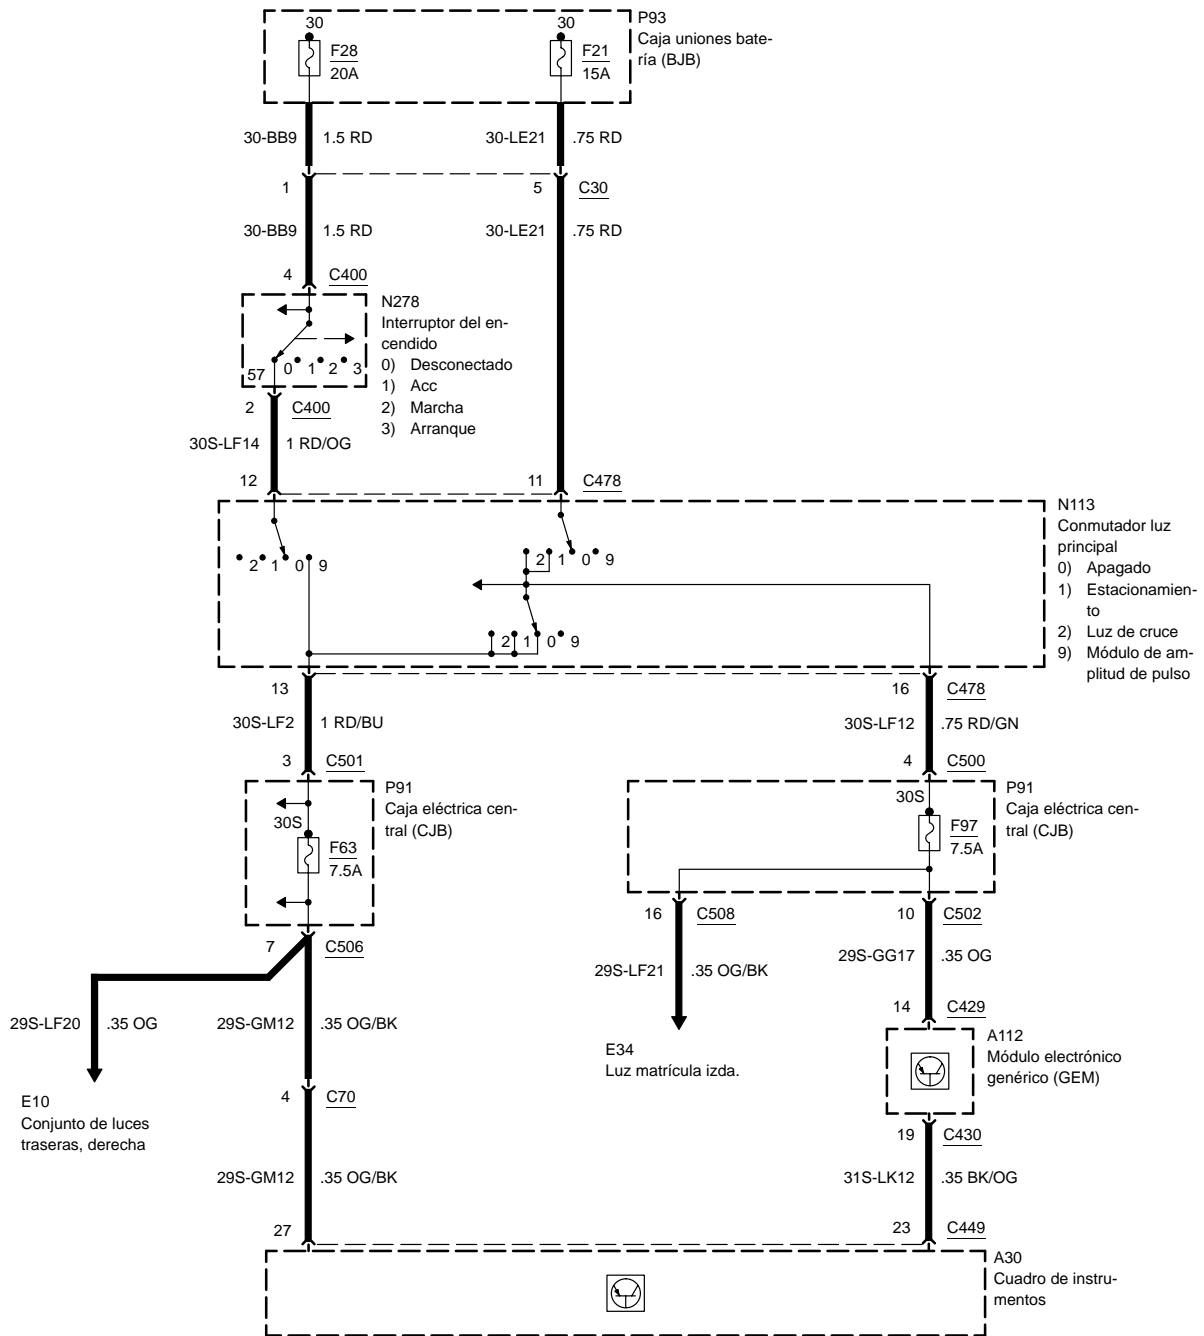 30 30 P93
Caja uniones bate-
ría (BJB)
F28 F21
20A 15A
30-BB9 1.5 RD 30-LE21 .75 RD
1 5 C30
30-BB9 1.5 RD 30-LE21 .75 RD
4 C400
N278
Interruptor del en-
cendido
0) Desconectado
1) Acc
2) Marcha
3) Arranque
57 0 1 2 3
2 C400
30S-LF14 1 RD/OG
12 11 C478
N113
Conmutador luz
principal
0) Apagado
1) Estacionamien-
to
2) Luz de cruce
9) Módulo de am-
plitud de pulso
2 1 0 9
2 1 0 9
2 1 0 9
13 16 C478
30S-LF2 1 RD/BU 30S-LF12 .75 RD/GN
3 C501 4 C500
P91
Caja eléctrica cen-
tral (CJB)
30S
F63
7.5A
P91
Caja eléctrica cen-
tral (CJB)
30S
F97
7.5A
7 C506 16 C508 10 C502
29S-LF21 .35 OG/BK 29S-GG17 .35 OG
29S-LF20 .35 OG 29S-GM12 .35 OG/BK
14 C429
E34
Luz matrícula izda.
A112
Módulo electrónico
genérico (GEM)
E10
Conjunto de luces
traseras, derecha
4 C70
19 C430
29S-GM12 .35 OG/BK 31S-LK12 .35 BK/OG
27 23 C449
A30
Cuadro de instru-
mentos